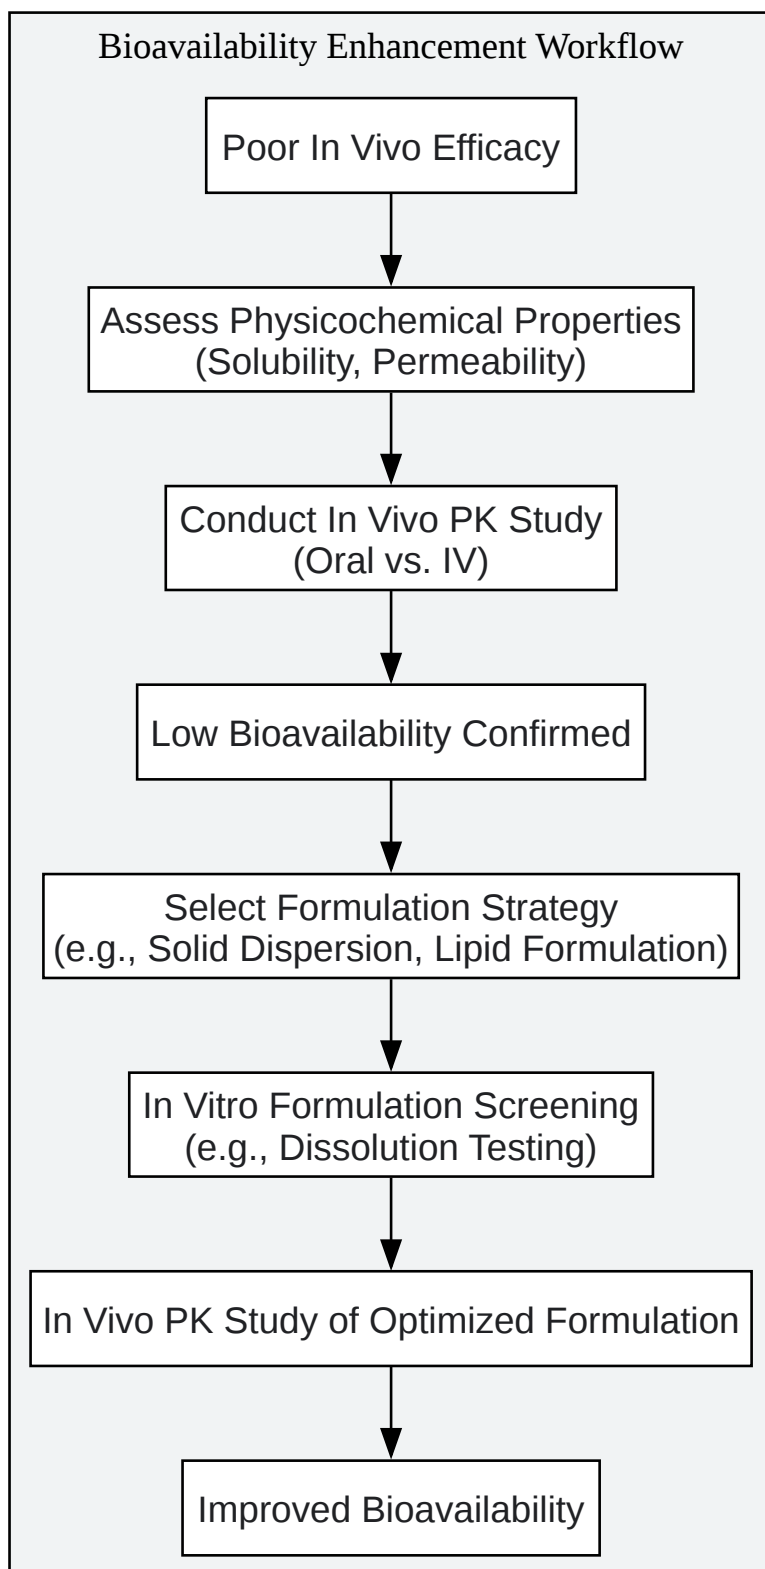 Bioavailability Enhancement Workflow
Poor In Vivo Efficacy
Assess Physicochemical Properties
(Solubility, Permeability)
Conduct In Vivo PK Study
(Oral vs. IV)
Low Bioavailability Confirmed
Select Formulation Strategy
(e.g., Solid Dispersion, Lipid Formulation)
In Vitro Formulation Screening
(e.g., Dissolution Testing)
In Vivo PK Study of Optimized Formulation
Improved Bioavailability